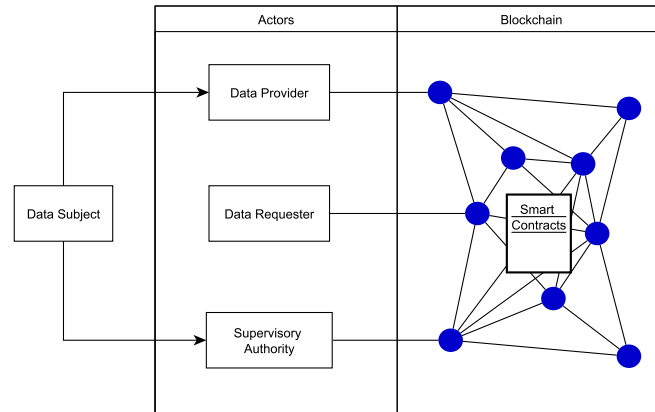 Actors
Blockchain
Data Provider
Data Subject
Data Requester
Smart
Contracts
Supervisory
Authority